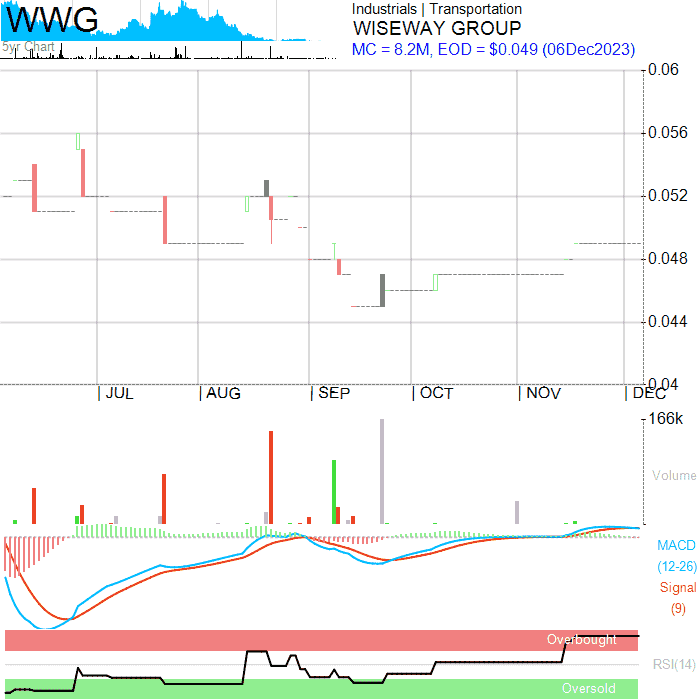 WWG
5yr Chart
Industrials | Transportation
WISEWAY GROUP
MC = 8.2M, EOD = $0.049 (06Dec2023)
0.06
0.056
0.052
0.048
0.044
0.04
JUL
AUG
SEP
OCT
NOV
DEC
166k
Volume
MACD
(12-26)
Signal
(9)
Overbought
RSI(14)
Oversold